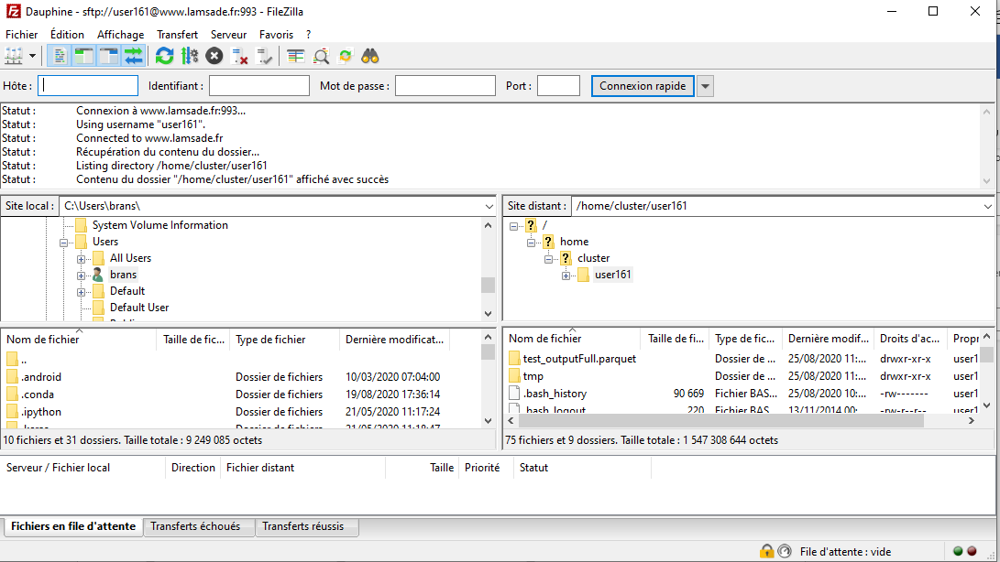 Dauphine - sftp://user161@www.lamsade.fr:993 - FileZilla
Fichier Édition Affichage Transfert Serveur Favoris ?
Hôte : Identifiant : Mot de passe : Port : Connexion rapide
Statut : Connexion à www.lamsade.fr:993...
Statut : Using username "user161".
Statut : Connected to www.lamsade.fr
Statut : Récupération du contenu du dossier...
Statut : Listing directory /home/cluster/user161
Statut : Contenu du dossier "/home/cluster/user161" affiché avec succès
Site local : C:\Users\brans\
System Volume Information
Users
All Users
brans
Default
Default User
Site distant : /home/cluster/user161
/
home
cluster
user161
Nom de fichier Taille de fic... Type de fichier Dernière modificat...
..
.android Dossier de fichiers 10/03/2020 07:04:00
.conda Dossier de fichiers 19/08/2020 17:36:14
.ipython Dossier de fichiers 21/05/2020 11:17:24
Dossier de fichiers 21/05/2020 11:18:47
10 fichiers et 31 dossiers. Taille totale : 9 249 085 octets
Nom de fichier Taille de fi... Type de fic... Dernière modif... Droits d'ac... Propr
test_outputFull.parquet Dossier de ... 25/08/2020 11:... drwxr-xr-x user1
tmp Dossier de ... 25/08/2020 11:... drwxr-xr-x user1
.bash_history 90 669 Fichier BAS... 25/08/2020 10:... -rw------- user1
.bash_logout 220 Fichier BAS... 13/11/2014 00:... -rw-r--r-- user1
75 fichiers et 9 dossiers. Taille totale : 1 547 308 644 octets
Serveur / Fichier local Direction Fichier distant Taille Priorité Statut
Fichiers en file d'attente Transferts échoués Transferts réussis
File d'attente : vide